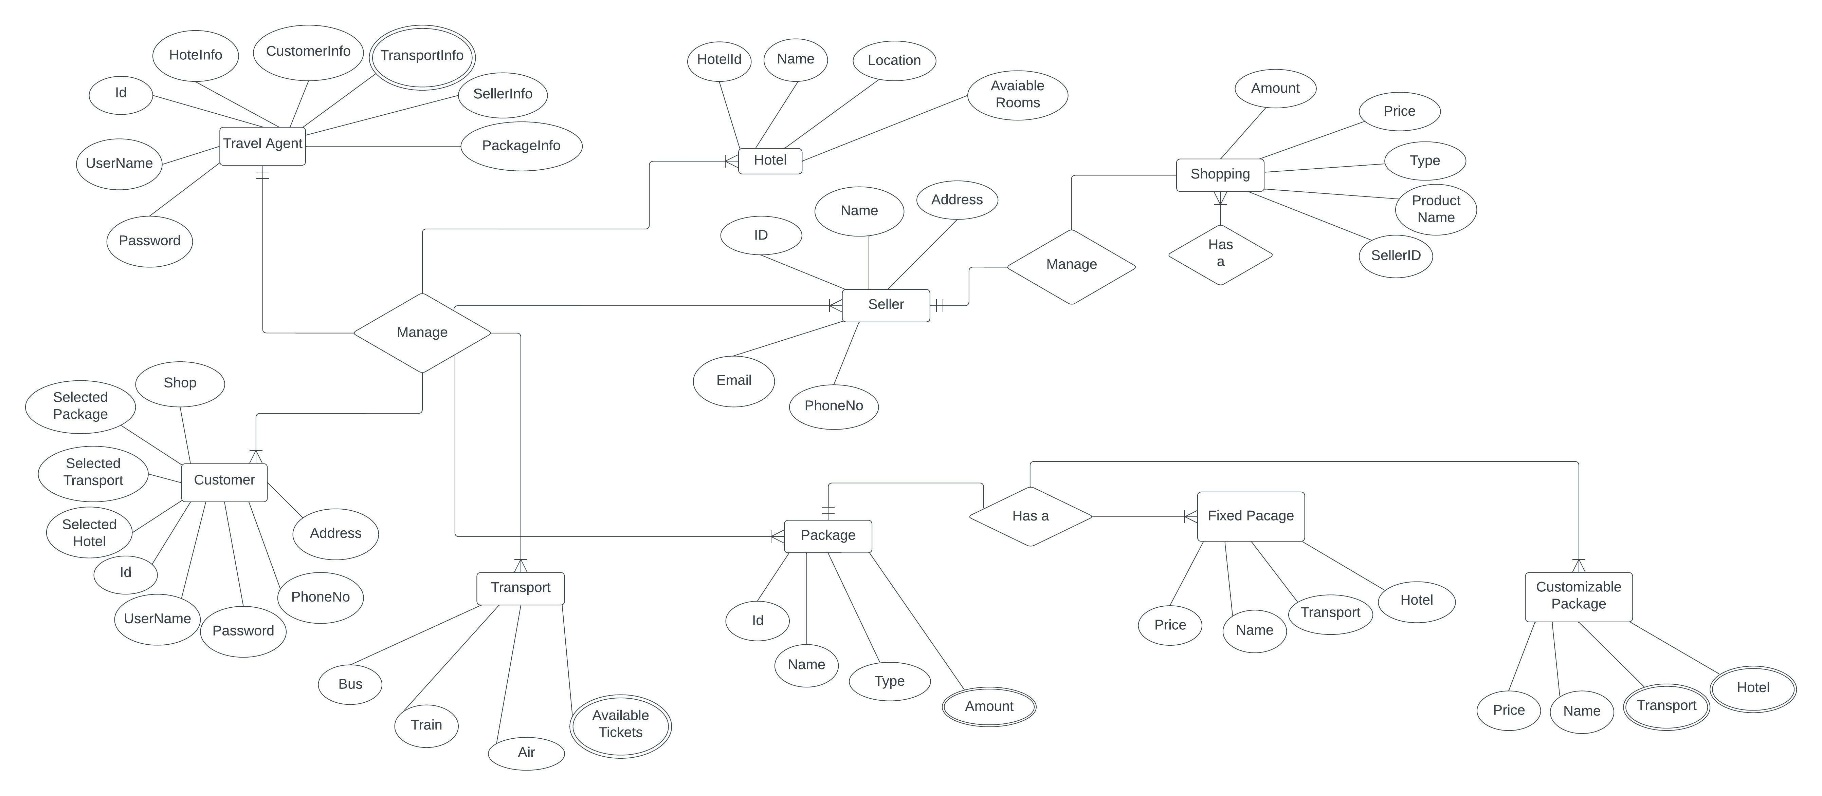 HoteInfo
CustomerInfo
TransportInfo
Id
SellerInfo
UserName
Travel Agent
PackageInfo
Password
HotelId
Name
Location
Avaiable
Rooms
Hotel
Amount
Price
Type
Shopping
Product
Name
SellerID
Has
a
Name
Address
ID
Manage
Seller
Email
PhoneNo
Manage
Shop
Selected
Package
Selected
Transport
Customer
Selected
Hotel
Address
Id
PhoneNo
UserName
Password
Transport
Bus
Train
Air
Available
Tickets
Package
Id
Name
Type
Amount
Has a
Fixed Pacage
Price
Name
Transport
Hotel
Customizable
Package
Price
Name
Transport
Hotel